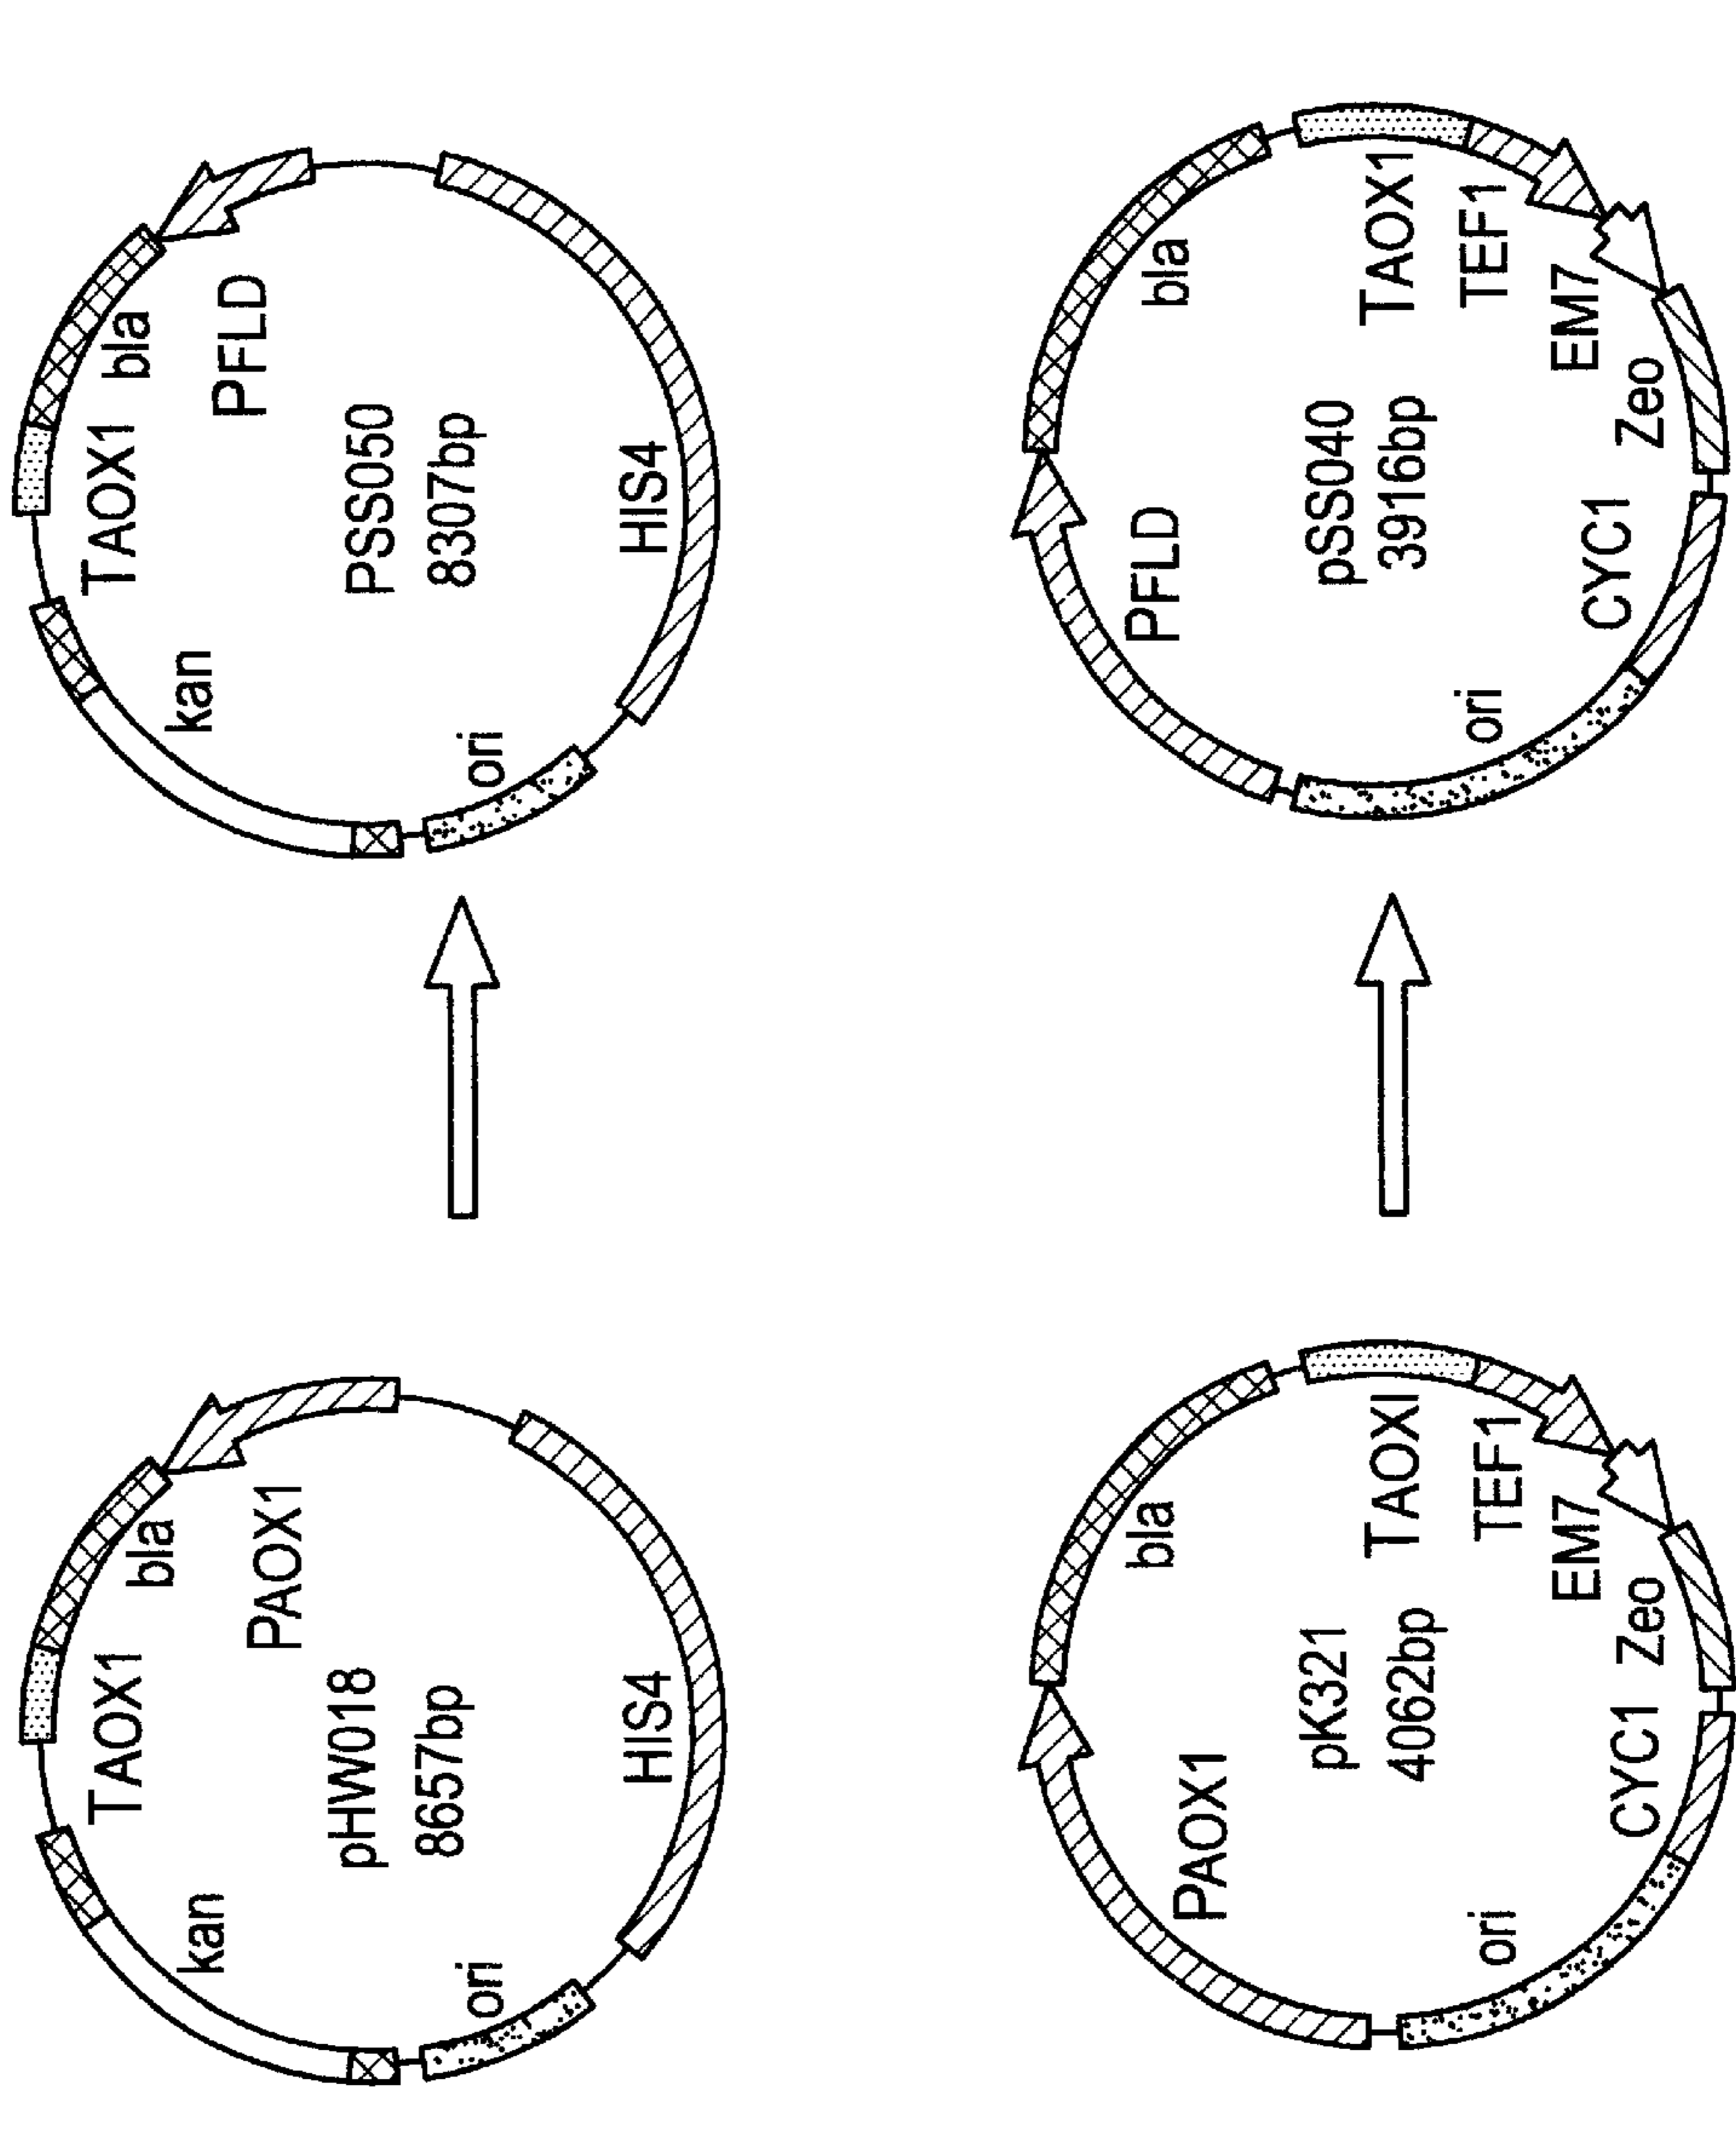 TAOX1
bla
kan
PAOX1
pHW018
8657bp
ori
HIS4
TAOX1
bla
kan
PFLD
PSS050
8307bp
ori
HIS4
bla
PAOX1
pK321
4062bp
TAOXI
TEF1
ori
EM7
CYC1
Zeo
bla
PFLD
pSS040
3916bp
TAOX1
TEF1
ori
EM7
CYC1
Zeo